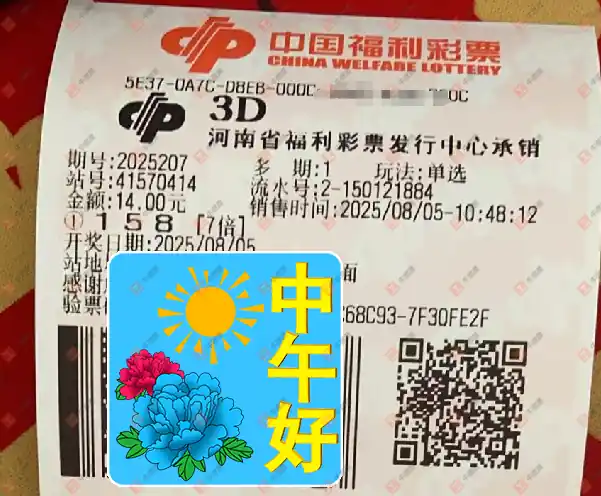 中国福利彩票
CHINA WELFARE LOTTERY
5E37-0A7C-DBEB-000C
3D
河南省福利彩票发行中心承销
期号:2025207 多 期:1 玩法:单选
站号:41570414 流水号:2-150121884
金额:14.00元 销售时间:2025/08/05-10:48:12
① 1 5 8 [7倍]
开奖日期:2025/08/05
站地 面
感谢
验票 C68C93-7F30FE2F
中午好